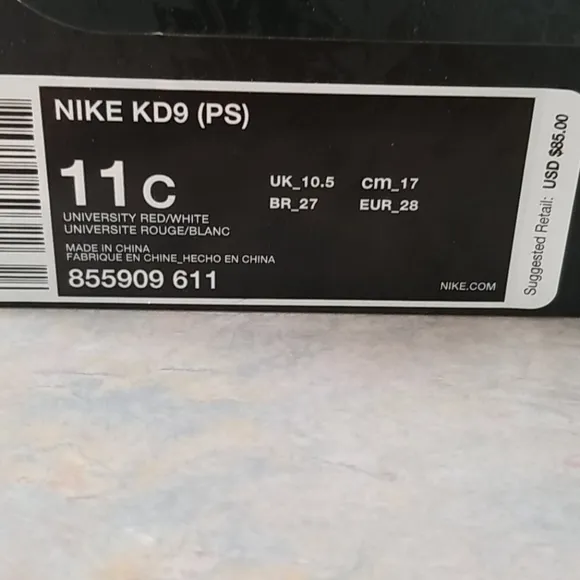 NIKE KD9 (PS)
11C
UK_10.5 cm_17
BR_27 EUR_28
UNIVERSITY RED/WHITE
UNIVERSITE ROUGE/BLANC
MADE IN CHINA
FABRIQUE EN CHINE_HECHO EN CHINA
855909 611
NIKE.COM
Suggested Retail: USD $85.00